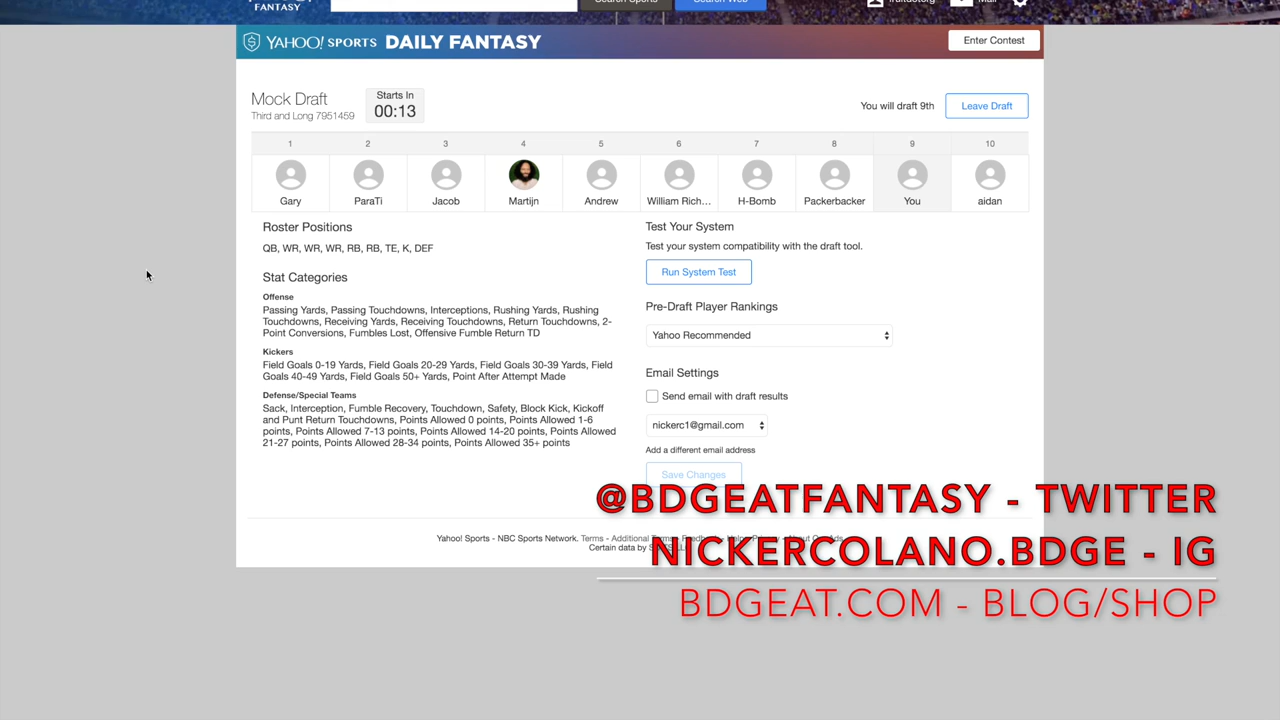 FANTASY
Search Sports
Search Web
Mail
YAHOO! SPORTS DAILY FANTASY
Enter Contest
Mock Draft
Third and Long 7951459
Starts In
00:13
You will draft 9th
Leave Draft
1 2 3 4 5 6 7 8 9 10
Gary ParaTi Jacob Martijn Andrew William Rich... H-Bomb Packerbacker You aidan
Roster Positions
QB, WR, WR, WR, RB, RB, TE, K, DEF
Stat Categories
Offense
Passing Yards, Passing Touchdowns, Interceptions, Rushing Yards, Rushing
Touchdowns, Receiving Yards, Receiving Touchdowns, Return Touchdowns, 2-
Point Conversions, Fumbles Lost, Offensive Fumble Return TD
Kickers
Field Goals 0-19 Yards, Field Goals 20-29 Yards, Field Goals 30-39 Yards, Field
Goals 40-49 Yards, Field Goals 50+ Yards, Point After Attempt Made
Defense/Special Teams
Sack, Interception, Fumble Recovery, Touchdown, Safety, Block Kick, Kickoff
and Punt Return Touchdowns, Points Allowed 0 points, Points Allowed 1-6
points, Points Allowed 7-13 points, Points Allowed 14-20 points, Points Allowed
21-27 points, Points Allowed 28-34 points, Points Allowed 35+ points
Test Your System
Test your system compatibility with the draft tool.
Run System Test
Pre-Draft Player Rankings
Yahoo Recommended
Email Settings
Send email with draft results
nickerc1@gmail.com
Add a different email address
Save Changes
@BDGEATFANTASY - TWITTER
Yahoo! Sports - NBC Sports Network. Terms - Additional Terms
Certain data by
NICKERCOLANO.BDGE - IG
BDGEAT.COM - BLOG/SHOP